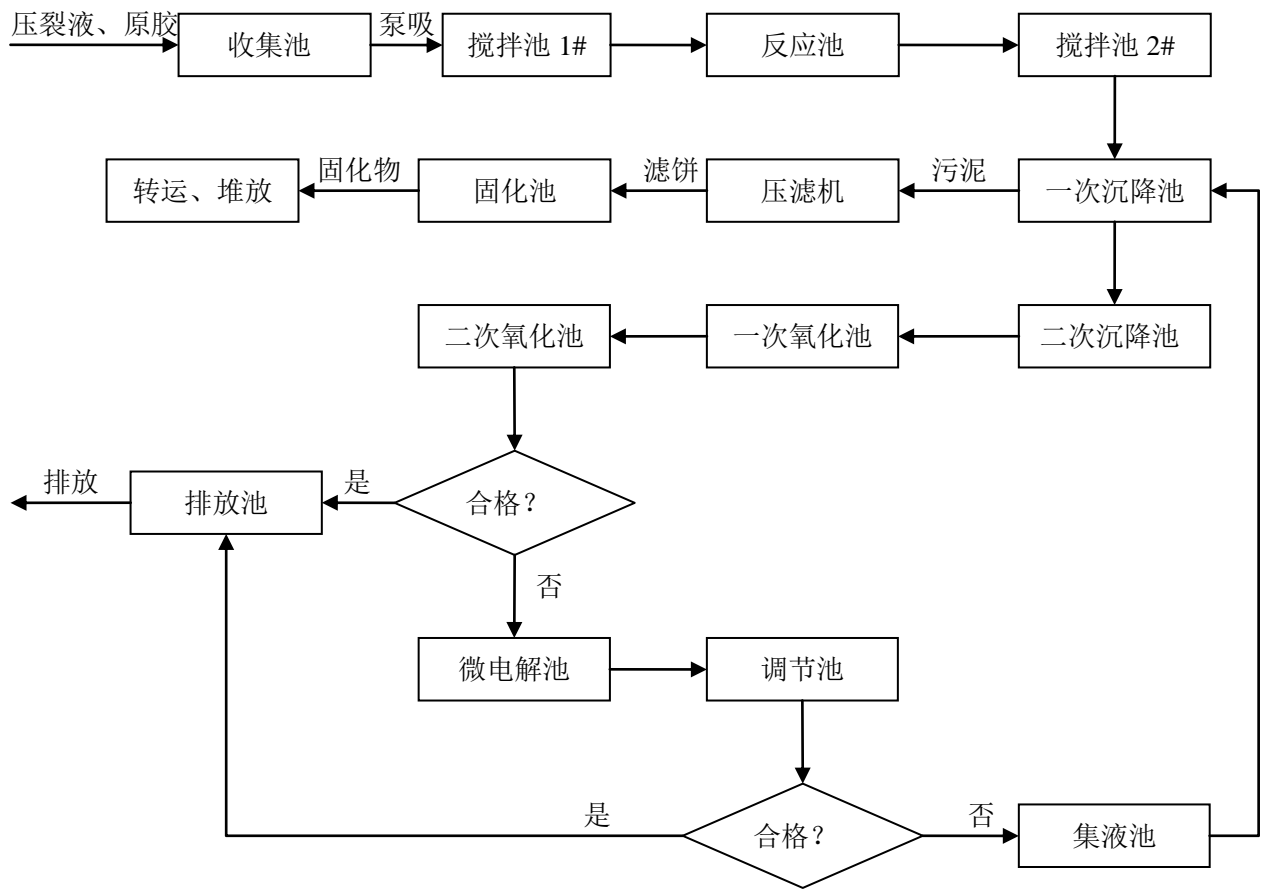 压裂液、原胶
收集池
泵吸
搅拌池 1#
反应池
搅拌池 2#
转运、堆放
固化物
固化池
滤饼
压滤机
污泥
一次沉降池
二次氧化池
一次氧化池
二次沉降池
排放
排放池
是
合格?
否
微电解池
调节池
是
合格?
否
集液池